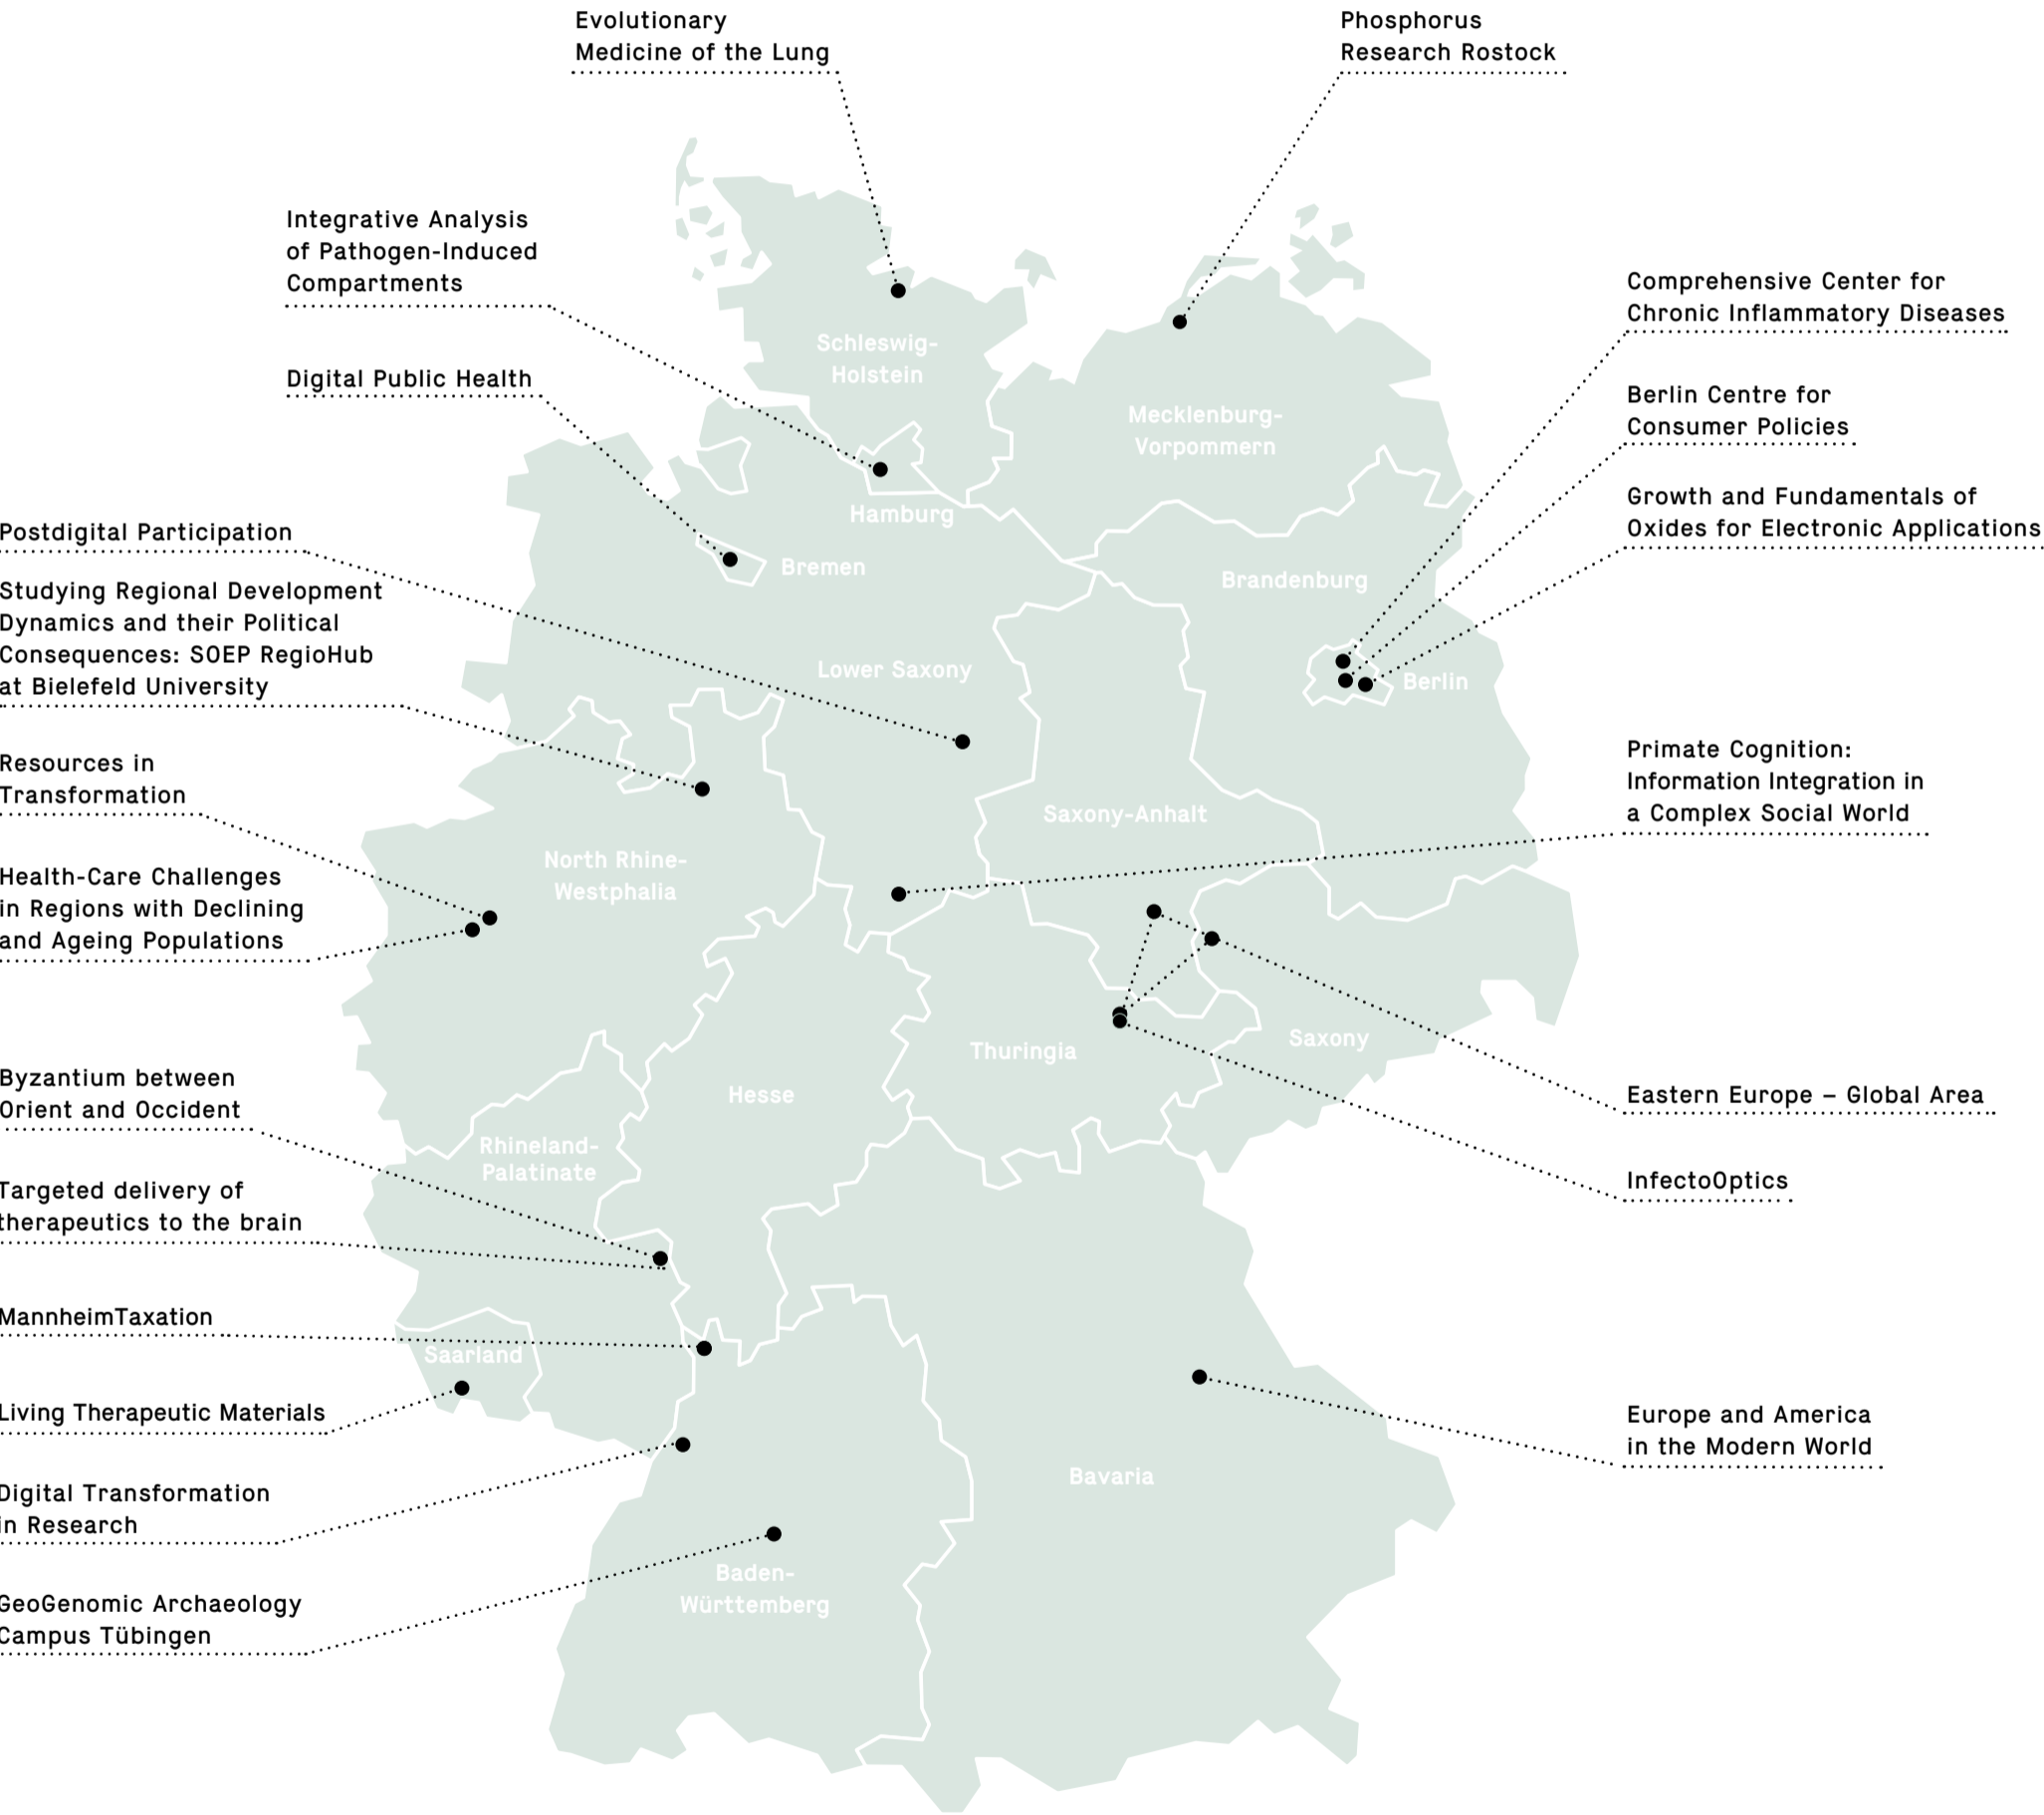 Evolutionary
Medicine of the Lung
Phosphorus
Research Rostock
Integrative Analysis
of Pathogen-Induced
Compartments
Digital Public Health
Postdigital Participation
Studying Regional Development
Dynamics and their Political
Consequences: SOEP RegioHub
at Bielefeld University
Resources in
Transformation
Health-Care Challenges
in Regions with Declining
and Ageing Populations
Byzantium between
Orient and Occident
Targeted delivery of
therapeutics to the brain
MannheimTaxation
Living Therapeutic Materials
Digital Transformation
in Research
GeoGenomic Archaeology
Campus Tübingen
Schleswig-
Holstein
Mecklenburg-
Vorpommern
Hamburg
Bremen
Brandenburg
Lower Saxony
Berlin
Saxony-Anhalt
North Rhine-
Westphalia
Thuringia
Saxony
Hesse
Rhineland-
Palatinate
Saarland
Bavaria
Baden-
Württemberg
Comprehensive Center for
Chronic Inflammatory Diseases
Berlin Centre for
Consumer Policies
Growth and Fundamentals of
Oxides for Electronic Applications
Primate Cognition:
Information Integration in
a Complex Social World
Eastern Europe – Global Area
InfectoOptics
Europe and America
in the Modern World